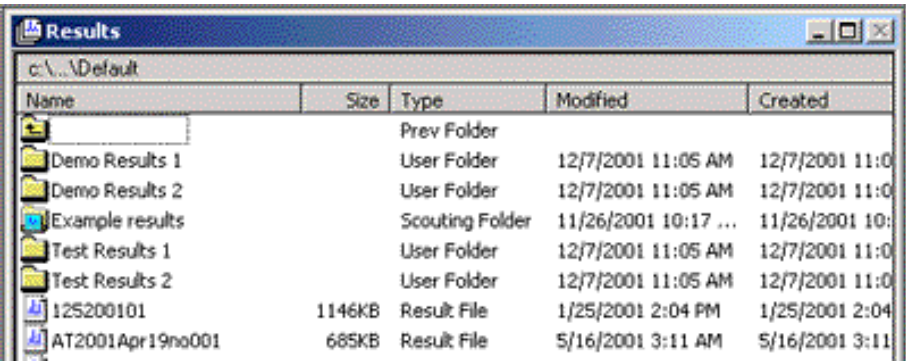 Results
c:\...\Default
Name Size Type Modified Created
Prev Folder
Demo Results 1 User Folder 12/7/2001 11:05 AM 12/7/2001 11:0
Demo Results 2 User Folder 12/7/2001 11:05 AM 12/7/2001 11:0
Example results Scouting Folder 11/26/2001 10:17 ... 11/26/2001 10:
Test Results 1 User Folder 12/7/2001 11:05 AM 12/7/2001 11:0
Test Results 2 User Folder 12/7/2001 11:05 AM 12/7/2001 11:0
125200101 1146KB Result File 1/25/2001 2:04 PM 1/25/2001 2:04
AT2001Apr19no001 685KB Result File 5/16/2001 3:11 AM 5/16/2001 3:11